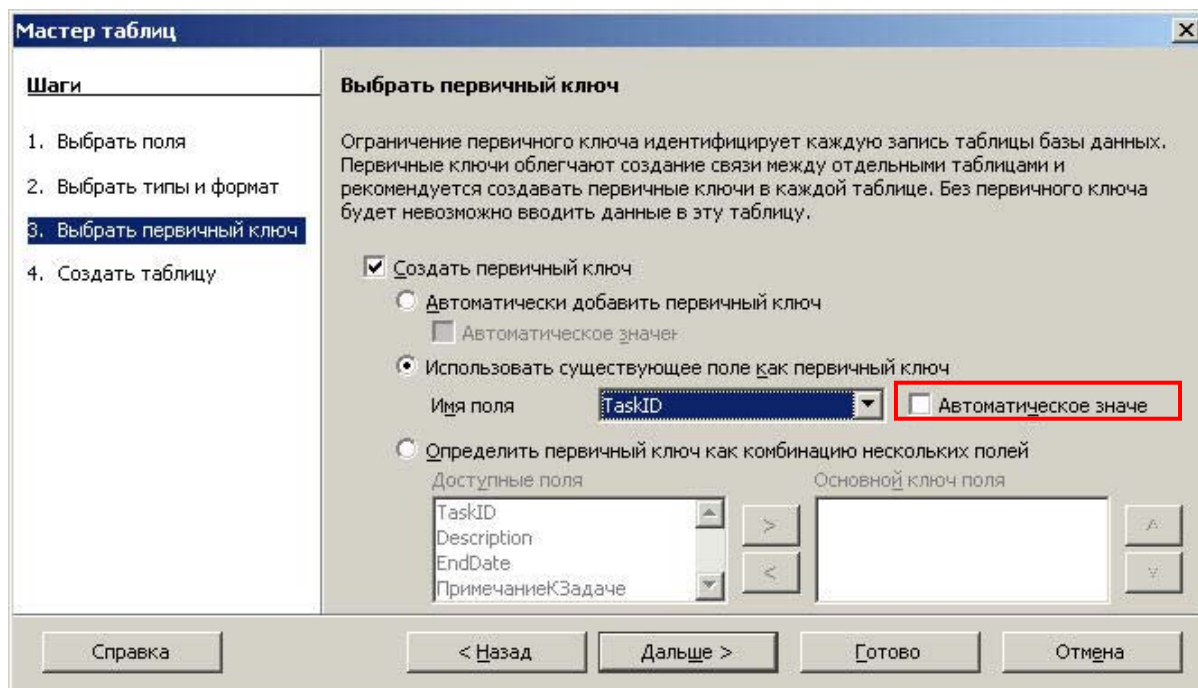 Мастер таблиц
Шаги
1. Выбрать поля
2. Выбрать типы и формат
3. Выбрать первичный ключ
4. Создать таблицу
Выбрать первичный ключ
Ограничение первичного ключа идентифицирует каждую запись таблицы базы данных.
Первичные ключи облегчают создание связи между отдельными таблицами и
рекомендуется создавать первичные ключи в каждой таблице. Без первичного ключа
будет невозможно вводить данные в эту таблицу.
Создать первичный ключ
Автоматически добавить первичный ключ
Автоматическое значен
Использовать существующее поле как первичный ключ
Имя поля TaskID Автоматическое значе
Определить первичный ключ как комбинацию нескольких полей
Доступные поля Основной ключ поля
TaskID
Description
EndDate
ПримечаниеКЗадаче
> <
Справка < Назад Дальше > Готово Отмена